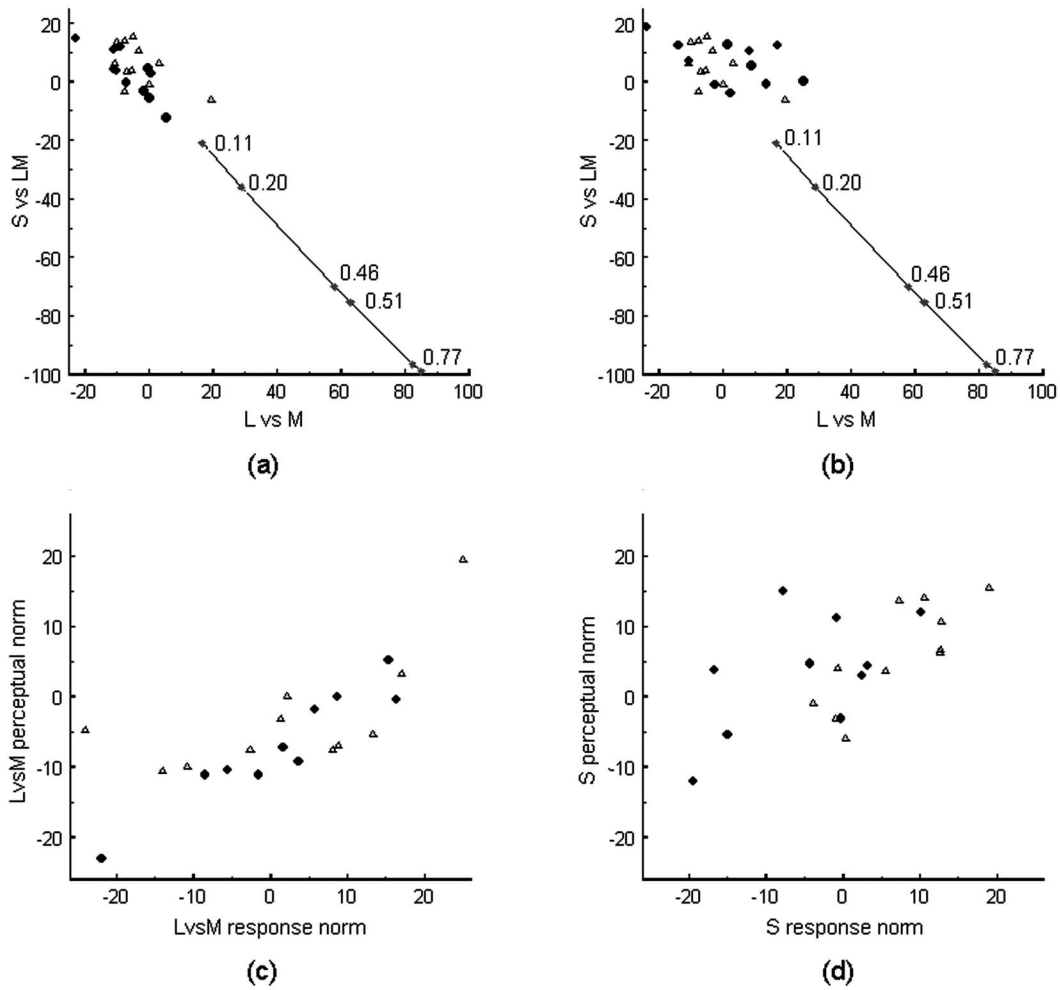 20
0
-20
-40
-60
-80
-100
S vs LM
0.11
0.20
0.46
0.51
0.77
-20 0 20 40 60 80 100
L vs M
(a)
20
0
-20
-40
-60
-80
-100
S vs LM
0.11
0.20
0.46
0.51
0.77
-20 0 20 40 60 80 100
L vs M
(b)
20
10
0
-10
-20
LvsM perceptual norm
-20 -10 0 10 20
LvsM response norm
(c)
20
10
0
-10
-20
S perceptual norm
-20 -10 0 10 20
S response norm
(d)